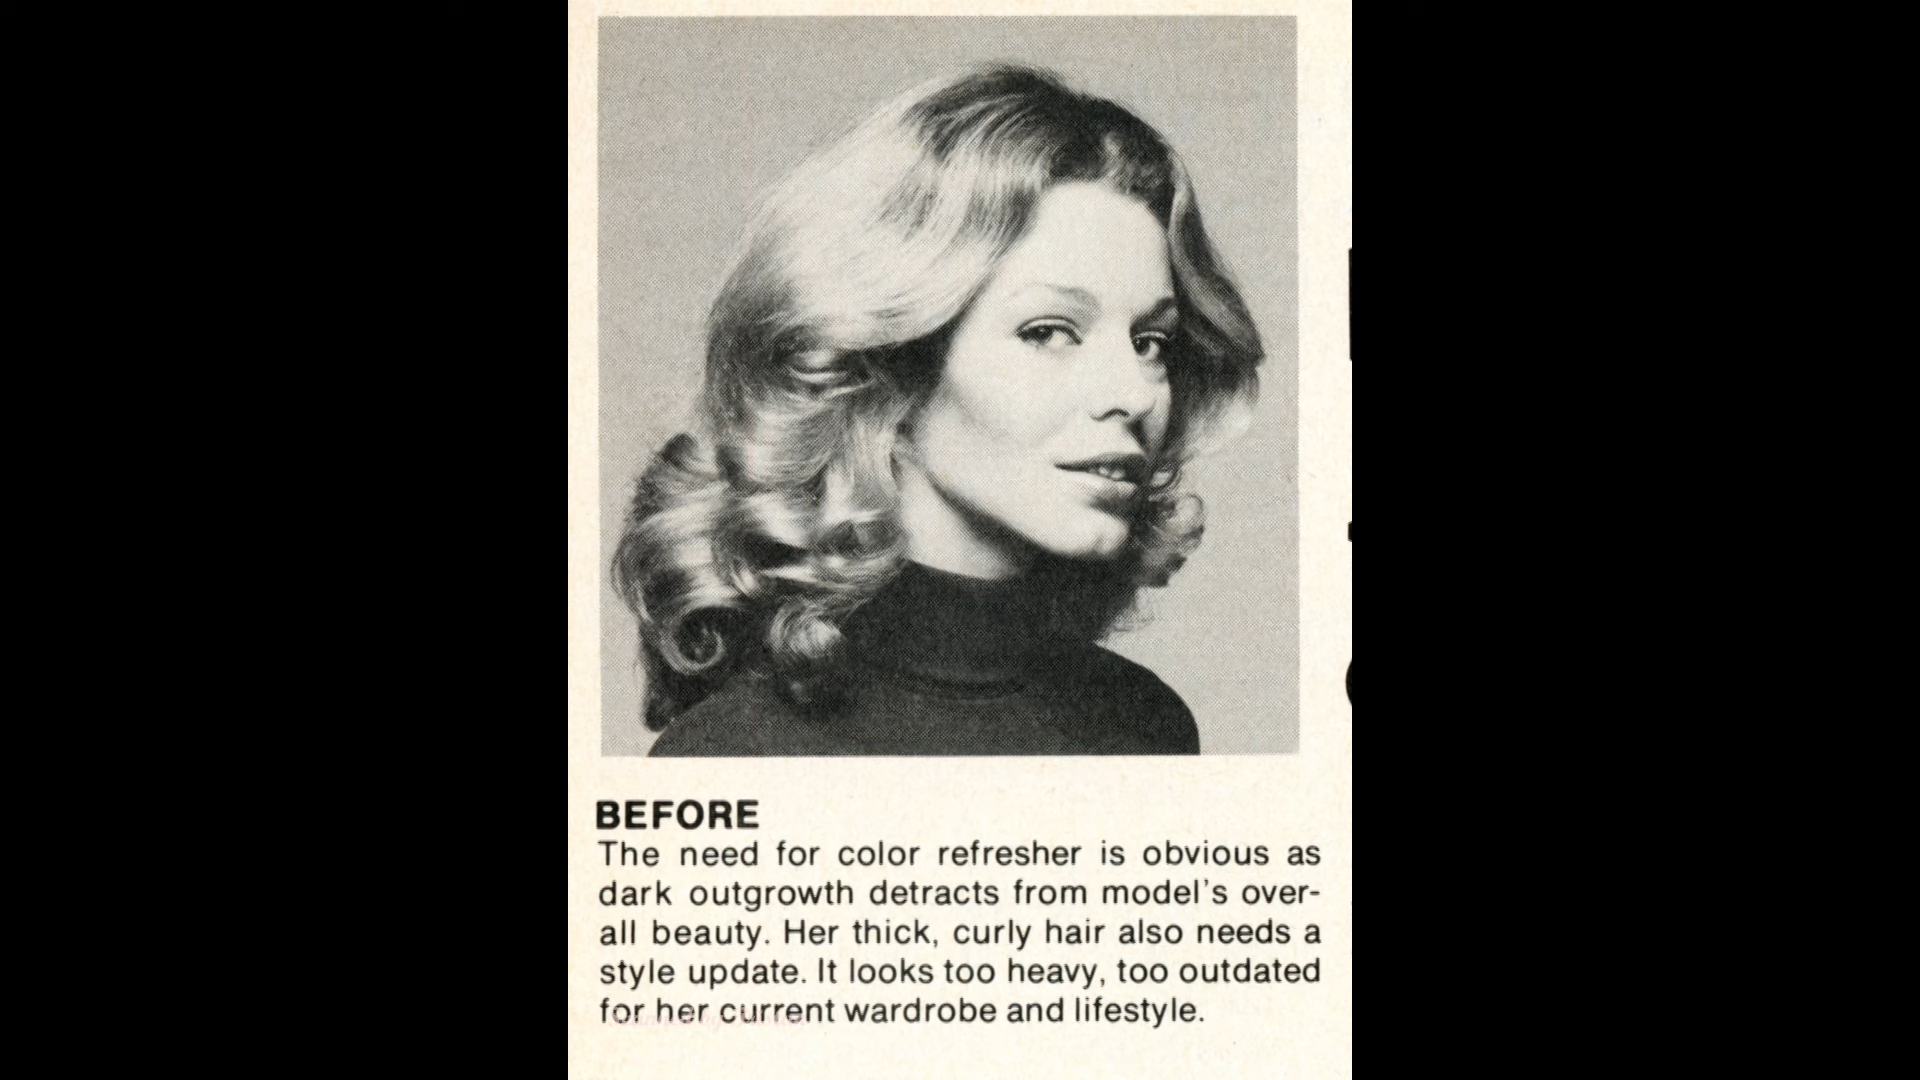 BEFORE
The need for color refresher is obvious as
dark outgrowth detracts from model's over-
all beauty. Her thick, curly hair also needs a
style update. It looks too heavy, too outdated
for her current wardrobe and lifestyle.